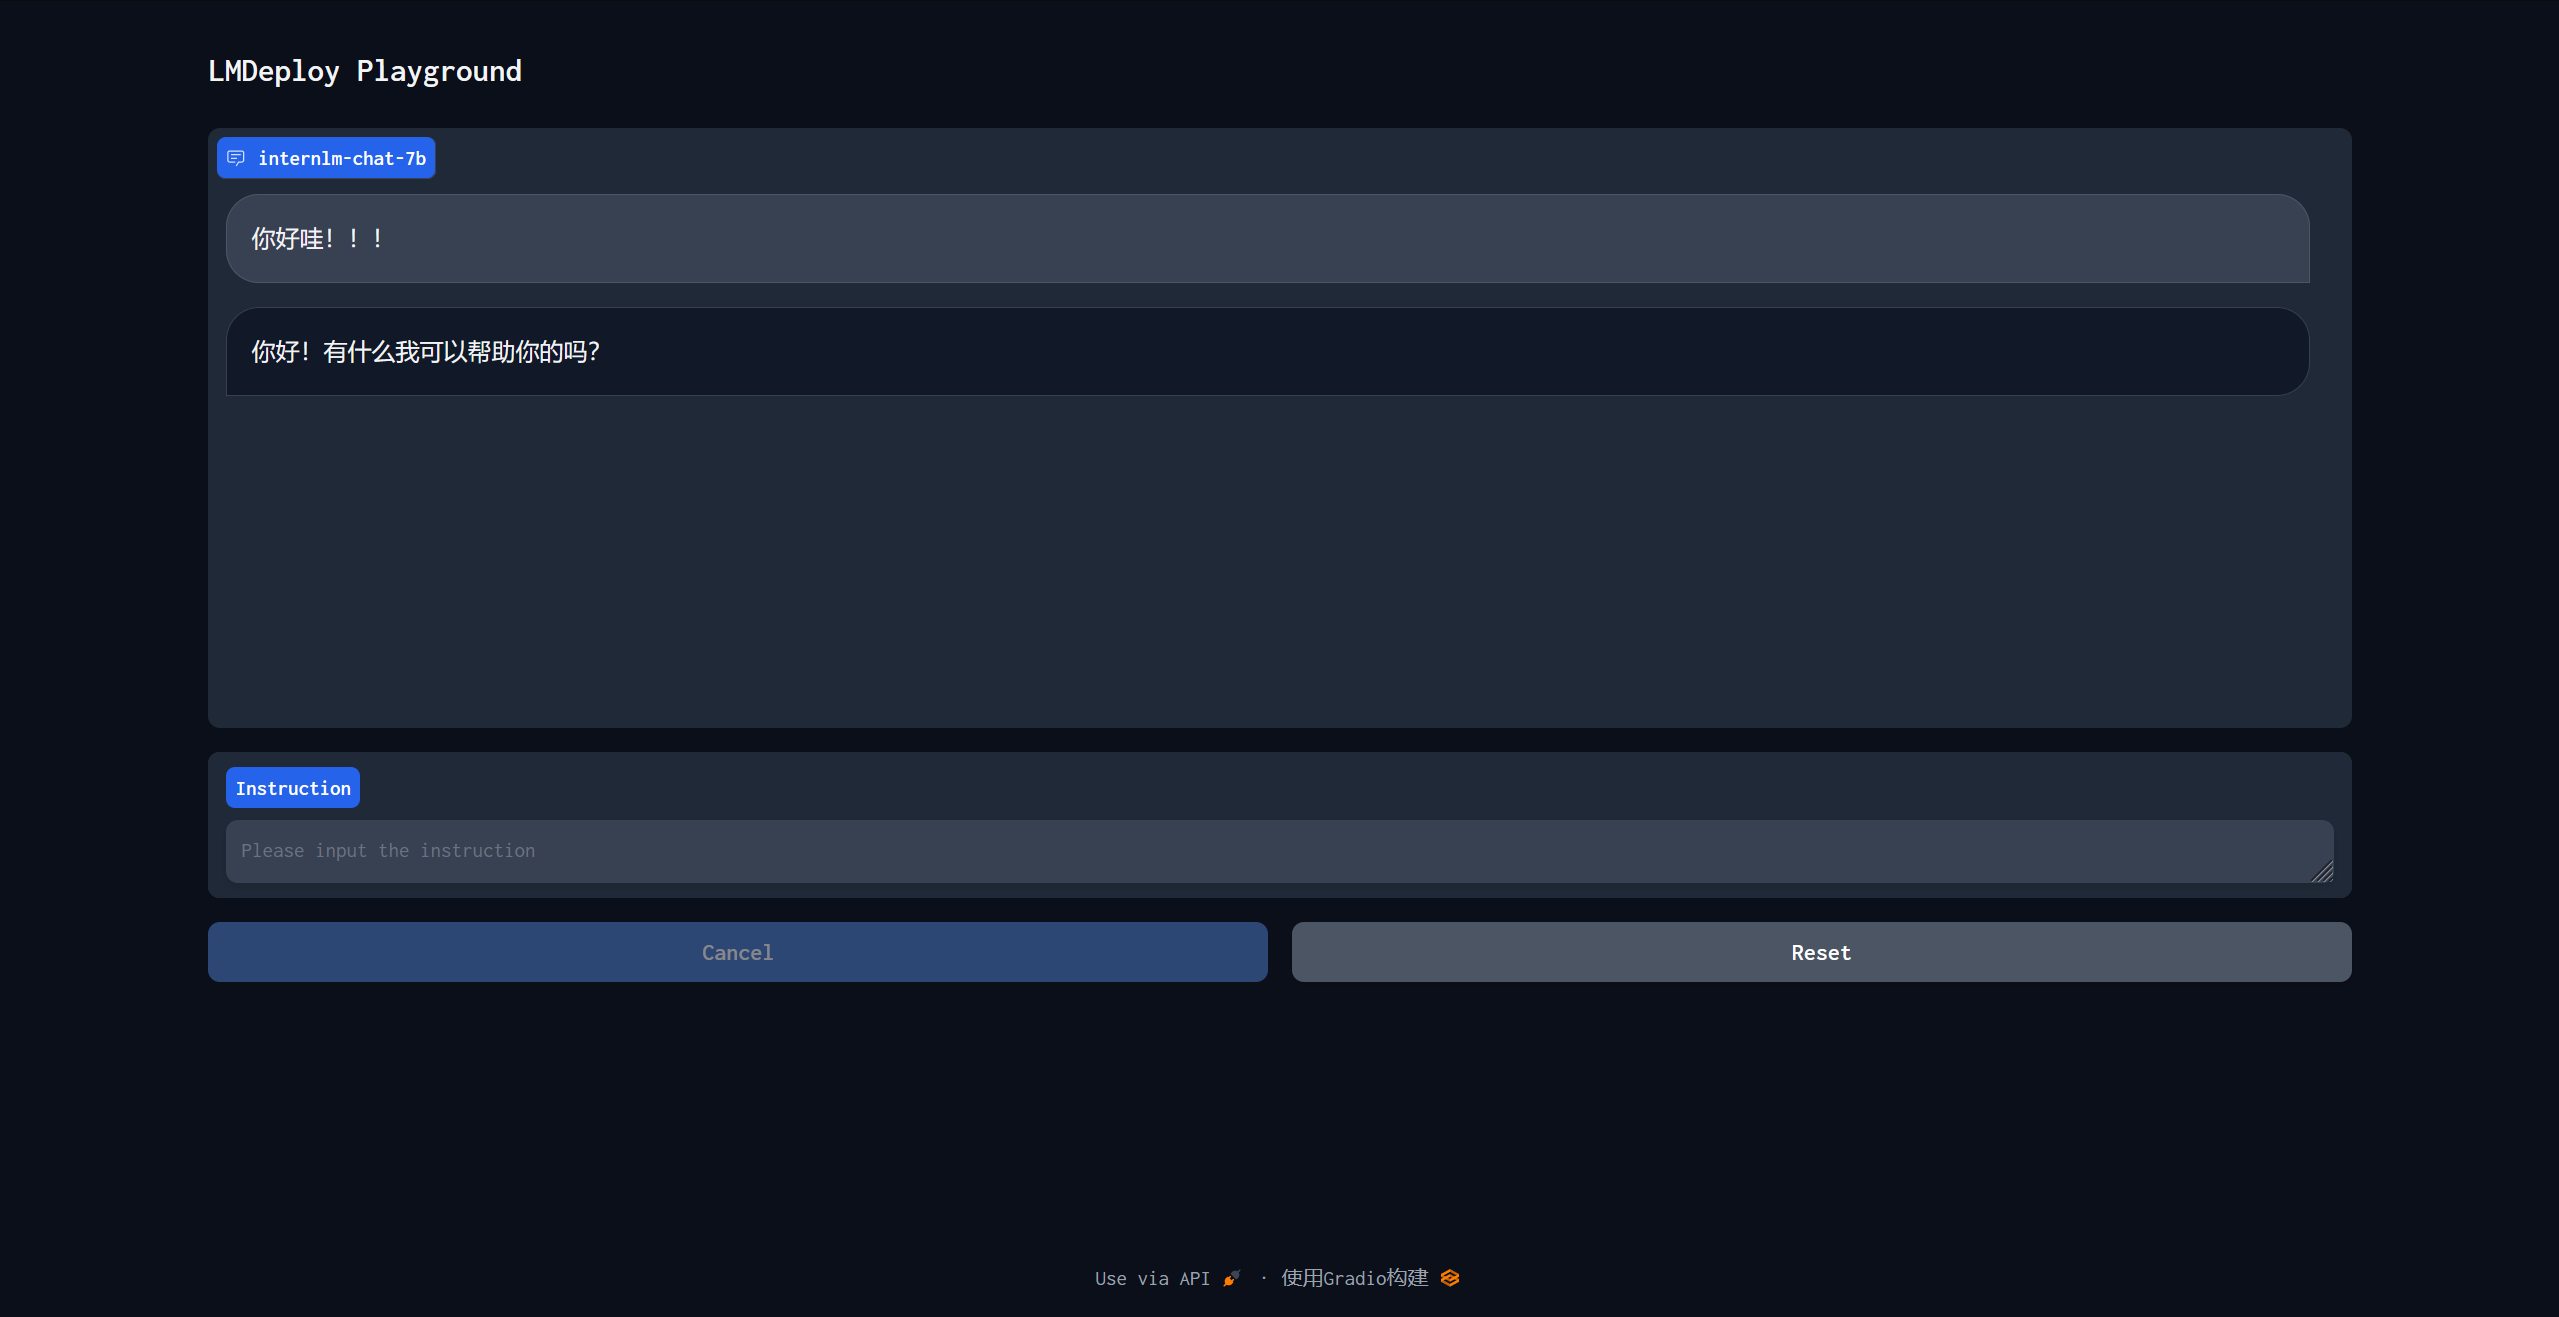 LMDeploy Playground
internlm-chat-7b
你好哇！！！
你好！有什么我可以帮助你的吗？
Instruction
Please input the instruction
Cancel
Reset
Use via API · 使用Gradio构建